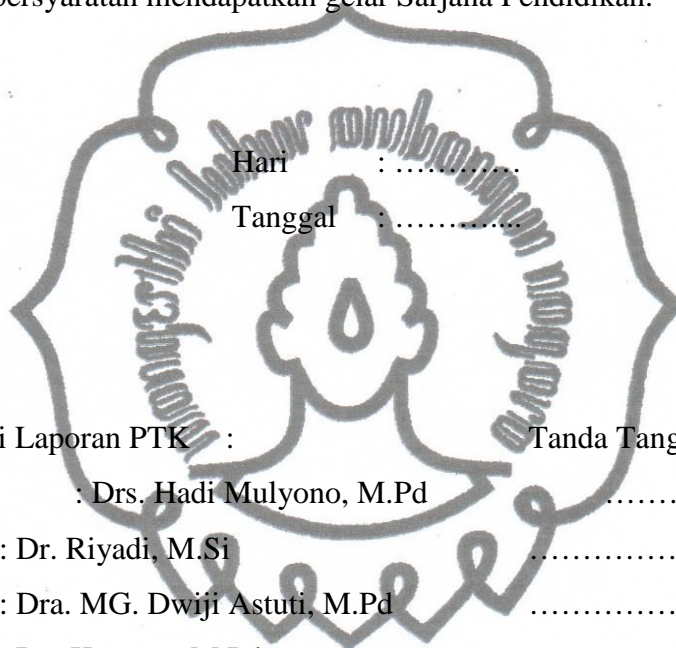 persyaratan mendapatkan gelar Sarjana Pendidikan.
Hari : …………
Tanggal : …………...
i Laporan PTK : Tanda Tang
: Drs. Hadi Mulyono, M.Pd …….
: Dr. Riyadi, M.Si ……………
: Dra. MG. Dwiji Astuti, M.Pd ……………